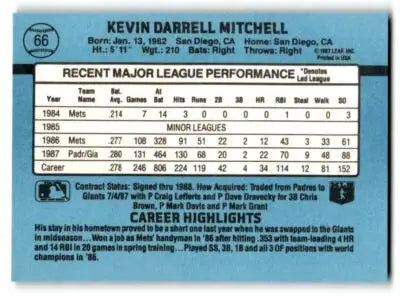 66
KEVIN DARRELL MITCHELL
Born: Jan. 13, 1962 San Diego, CA Home: San Diego, CA
Ht.: 5'11" Wgt.: 210 Bats: Right Throws: Right
©1987 LEAF, INC.
PRINTED IN USA
RECENT MAJOR LEAGUE PERFORMANCE *Denotes Led League
Year Team Name Bat. Avg. Games At Bat Hits Runs 2B 3B HR RBI Steal Walk SO
1984 Mets .214 7 14 3 0 0 0 0 1 0 0 3
1985 MINOR LEAGUES
1986 Mets .277 108 328 91 51 22 2 12 43 3 33 61
1987 Padr/Gia .280 131 464 130 68 20 2 22 70 9 48 88
Career .278 246 806 224 119 42 4 34 114 12 81 152
Contract Status: Signed thru 1988. How Acquired: Traded from Padres to
Giants 7/4/87 with P Craig Lefferts and P Dave Dravecky for 3B Chris
Brown, P Mark Davis and P Mark Grant
CAREER HIGHLIGHTS
His stay in his hometown proved to be a short one last year when he was swapped to the Giants
in midseason... Won a job as Mets' handyman in '86 after hitting .353 with team-leading 4 HR
and 14 RBI in 20 games in spring training... Played SS, 3B, 1B and all 3 OF positions with world
champions in '86.